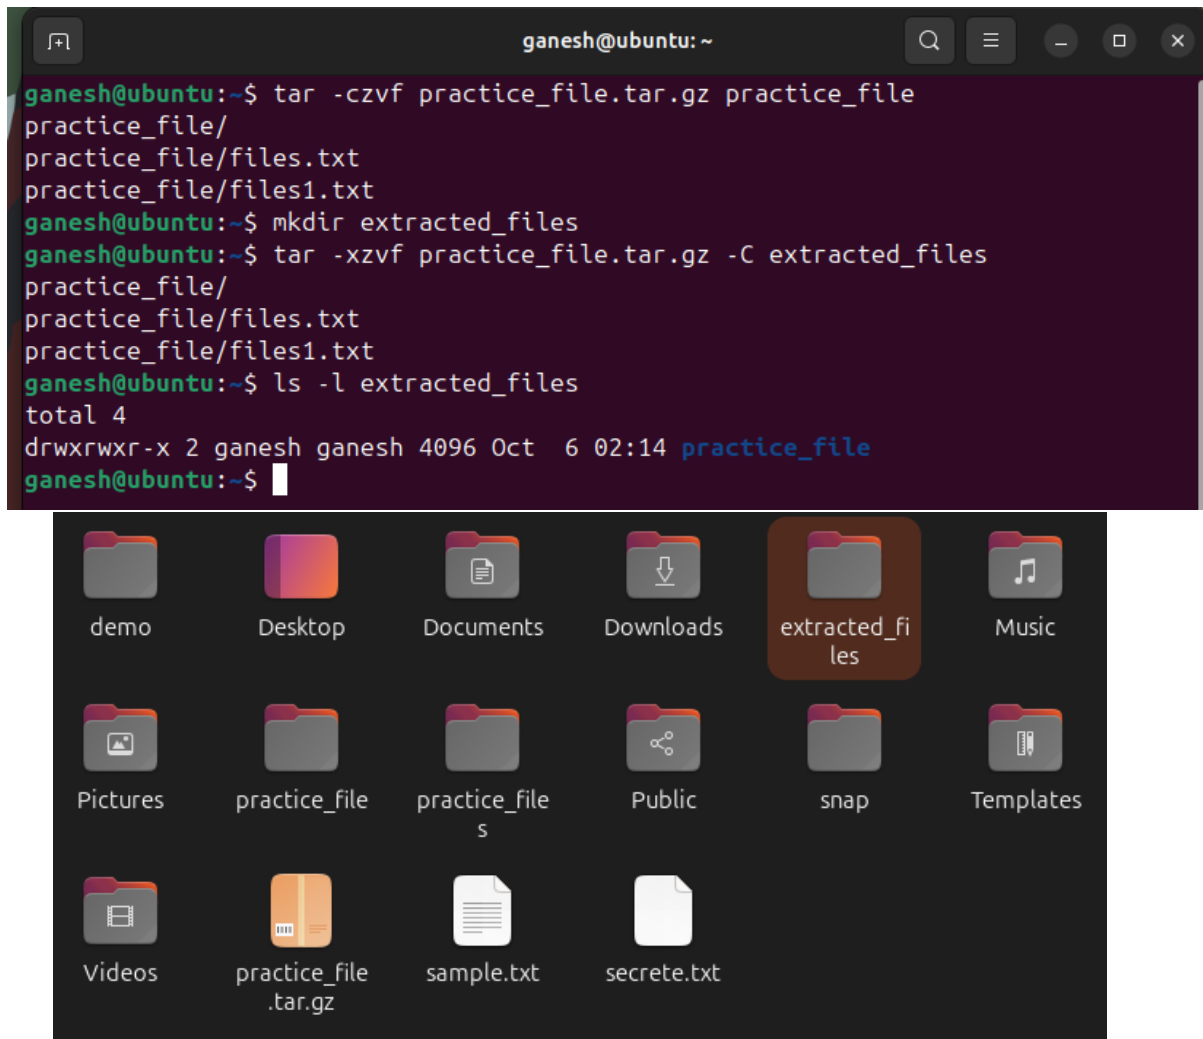 ganesh@ubuntu: ~
ganesh@ubuntu:~$ tar -czvf practice_file.tar.gz practice_file
practice_file/
practice_file/files.txt
practice_file/files1.txt
ganesh@ubuntu:~$ mkdir extracted_files
ganesh@ubuntu:~$ tar -xzvf practice_file.tar.gz -C extracted_files
practice_file/
practice_file/files.txt
practice_file/files1.txt
ganesh@ubuntu:~$ ls -l extracted_files
total 4
drwxrwxr-x 2 ganesh ganesh 4096 Oct  6 02:14 practice_file
ganesh@ubuntu:~$
demo
Desktop
Documents
Downloads
extracted_fi
les
Music
Pictures
practice_file
practice_file
s
Public
snap
Templates
Videos
practice_file
.tar.gz
sample.txt
secrete.txt